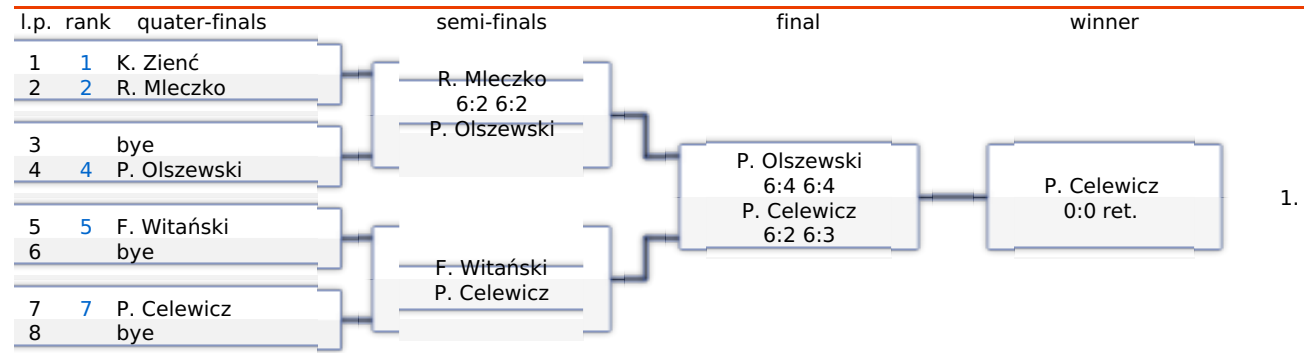 l.p. rank quater-finals semi-finals final winner
1 1 K. Zienć
2 2 R. Mleczko
3 bye
4 4 P. Olszewski
5 5 F. Witański
6 bye
7 7 P. Celewicz
8 bye
R. Mleczko
6:2 6:2
P. Olszewski
F. Witański
P. Celewicz
P. Olszewski
6:4 6:4
P. Celewicz
6:2 6:3
P. Celewicz
0:0 ret.
1.